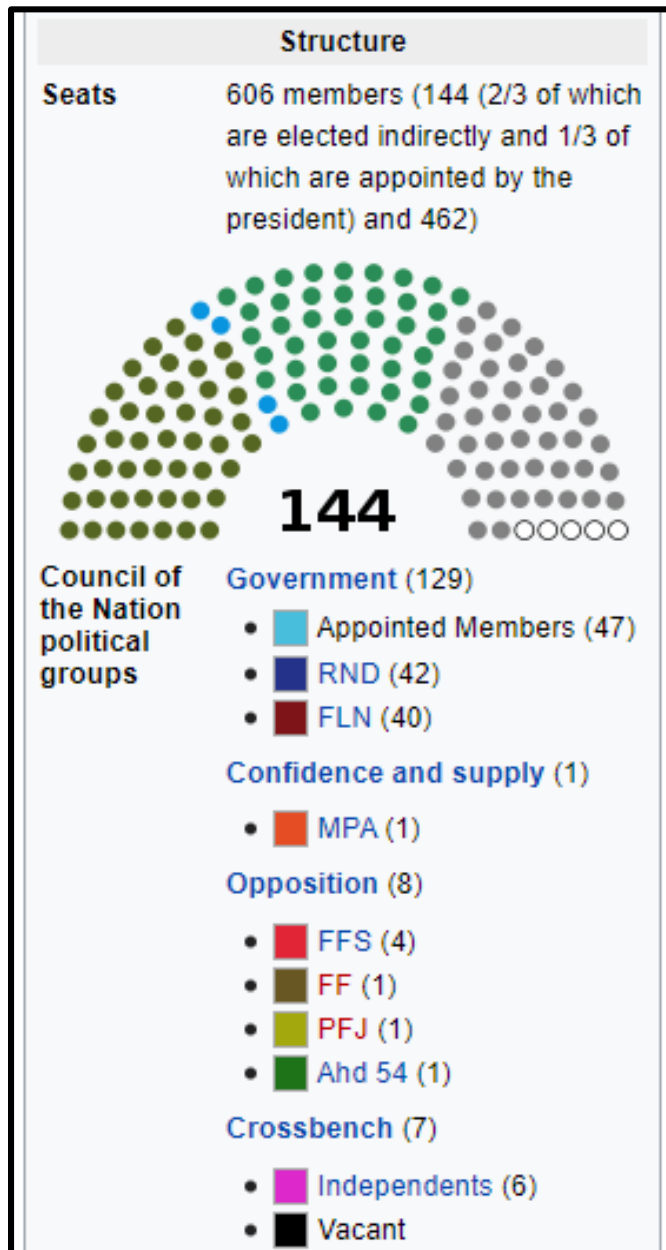 Structure
Seats
606 members (144 (2/3 of which
are elected indirectly and 1/3 of
which are appointed by the
president) and 462)
144
Council of
the Nation
political
groups
Government (129)
Appointed Members (47)
RND (42)
FLN (40)
Confidence and supply (1)
MPA (1)
Opposition (8)
FFS (4)
FF (1)
PFJ (1)
Ahd 54 (1)
Crossbench (7)
Independents (6)
Vacant